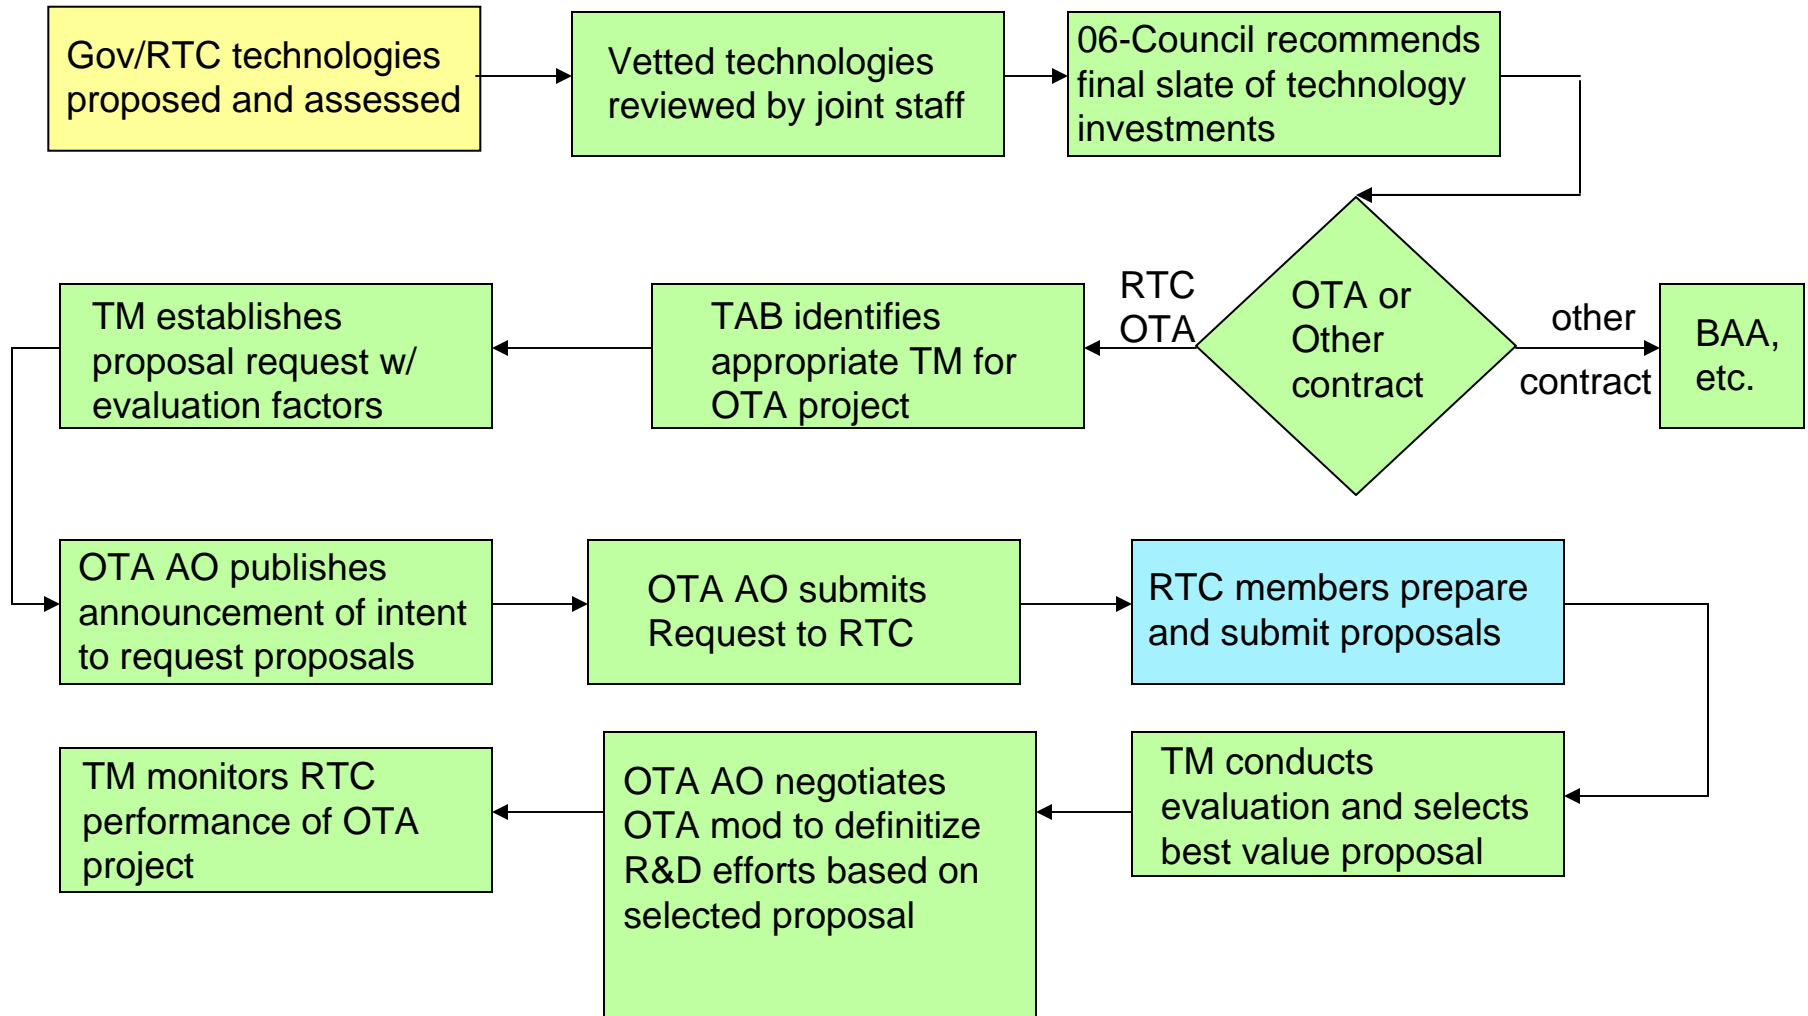 Gov/RTC technologies
proposed and assessed
Vetted technologies
reviewed by joint staff
06-Council recommends
final slate of technology
investments
OTA or
Other
contract
RTC
OTA
other
contract
BAA,
etc.
TAB identifies
appropriate TM for
OTA project
TM establishes
proposal request w/
evaluation factors
OTA AO publishes
announcement of intent
to request proposals
OTA AO submits
Request to RTC
RTC members prepare
and submit proposals
TM conducts
evaluation and selects
best value proposal
OTA AO negotiates
OTA mod to definitize
R&D efforts based on
selected proposal
TM monitors RTC
performance of OTA
project